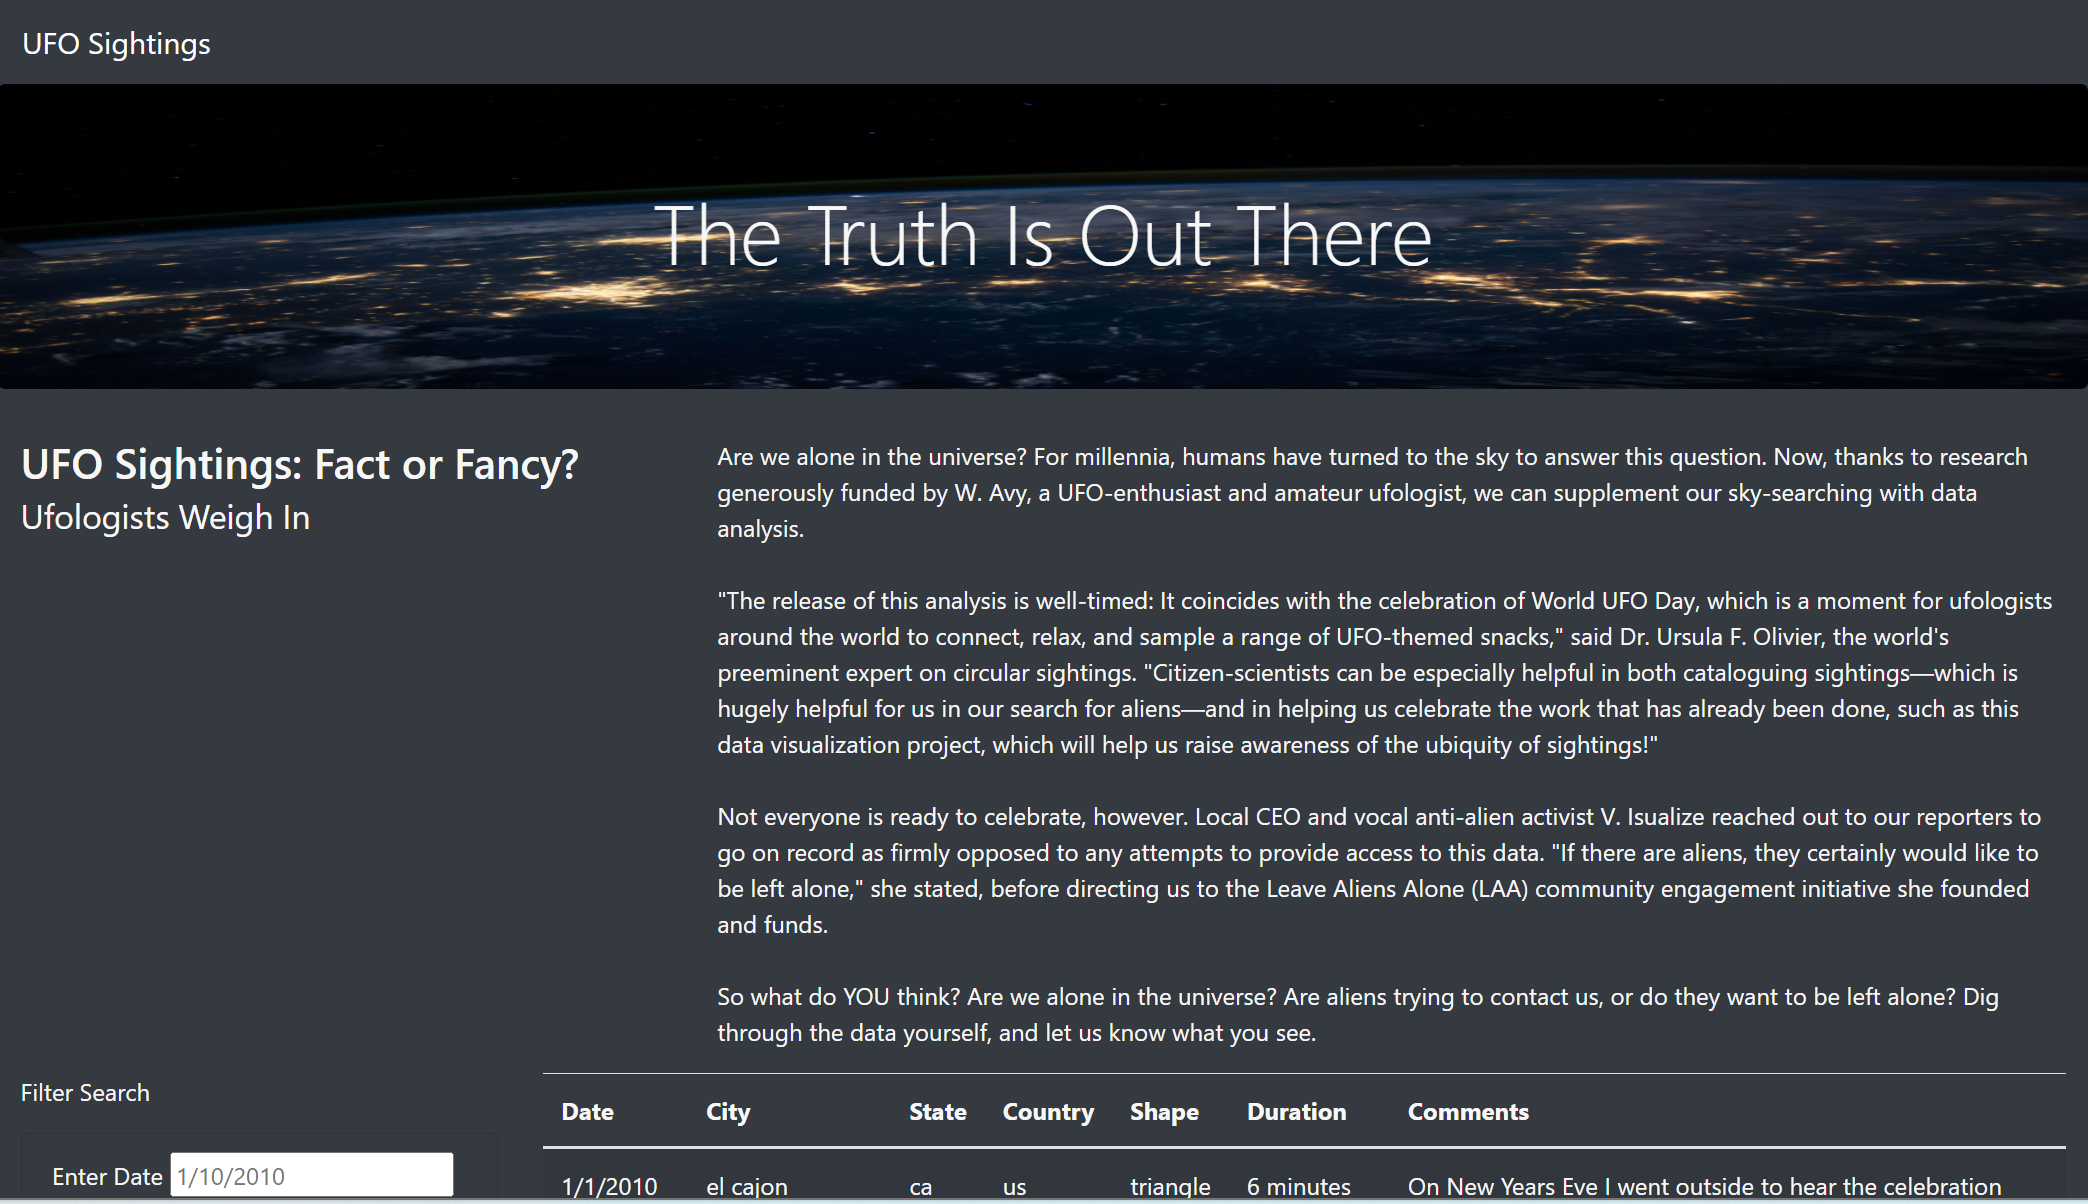 UFO Sightings
The Truth Is Out There
UFO Sightings: Fact or Fancy?
Ufologists Weigh In
Are we alone in the universe? For millennia, humans have turned to the sky to answer this question. Now, thanks to research
generously funded by W. Avy, a UFO-enthusiast and amateur ufologist, we can supplement our sky-searching with data
analysis.
"The release of this analysis is well-timed: It coincides with the celebration of World UFO Day, which is a moment for ufologists
around the world to connect, relax, and sample a range of UFO-themed snacks," said Dr. Ursula F. Olivier, the world's
preeminent expert on circular sightings. "Citizen-scientists can be especially helpful in both cataloguing sightings—which is
hugely helpful for us in our search for aliens—and in helping us celebrate the work that has already been done, such as this
data visualization project, which will help us raise awareness of the ubiquity of sightings!"
Not everyone is ready to celebrate, however. Local CEO and vocal anti-alien activist V. Isualize reached out to our reporters to
go on record as firmly opposed to any attempts to provide access to this data. "If there are aliens, they certainly would like to
be left alone," she stated, before directing us to the Leave Aliens Alone (LAA) community engagement initiative she founded
and funds.
So what do YOU think? Are we alone in the universe? Are aliens trying to contact us, or do they want to be left alone? Dig
through the data yourself, and let us know what you see.
Filter Search
Enter Date 1/10/2010
Date City State Country Shape Duration Comments
1/1/2010 el cajon ca us triangle 6 minutes On New Years Eve I went outside to hear the celebration